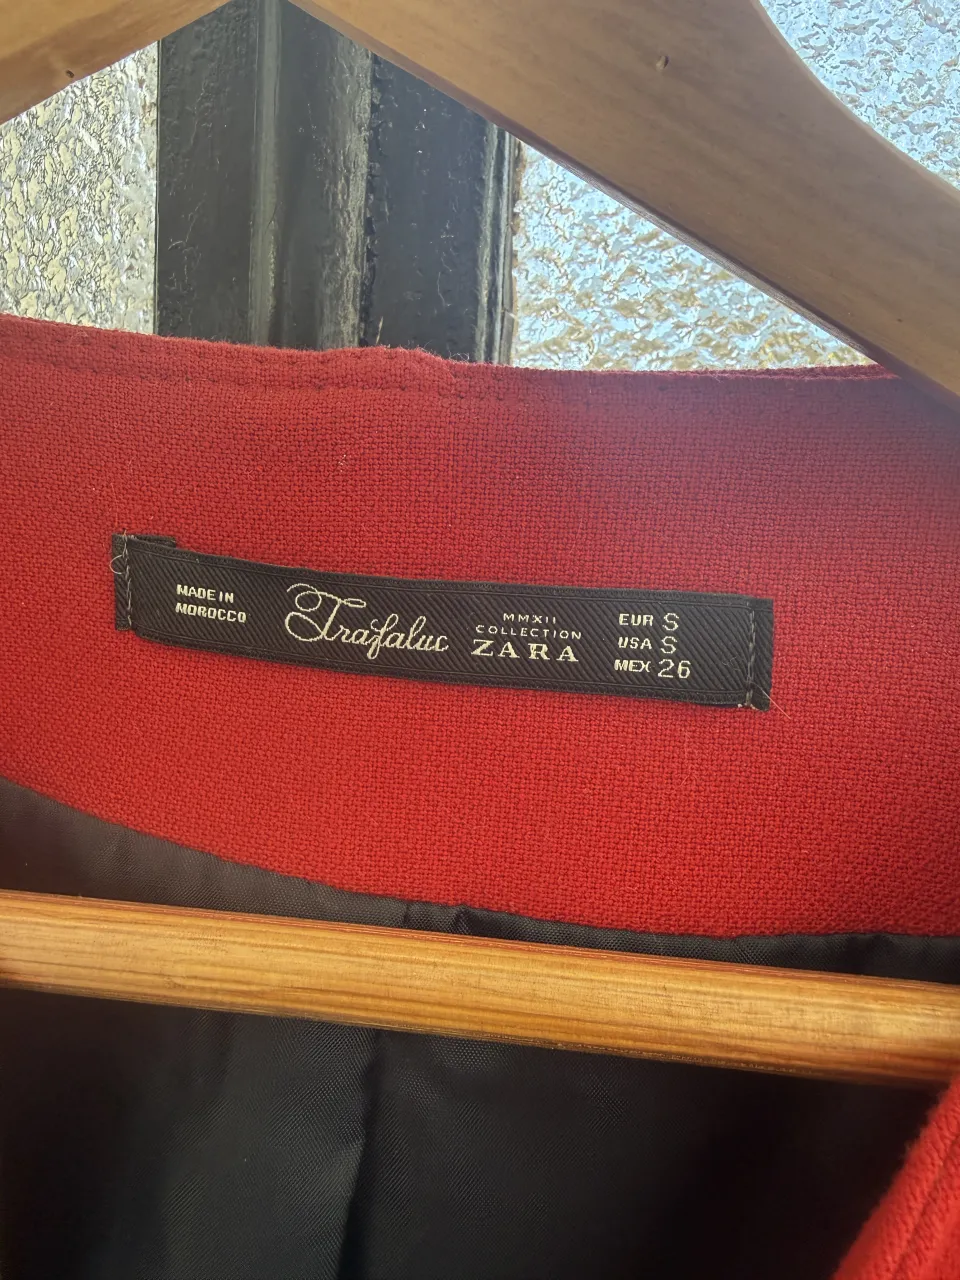 MADE IN
MOROCCO
Trafaluc
MMXII
COLLECTION
ZARA
EUR S
USA S
MEX 26